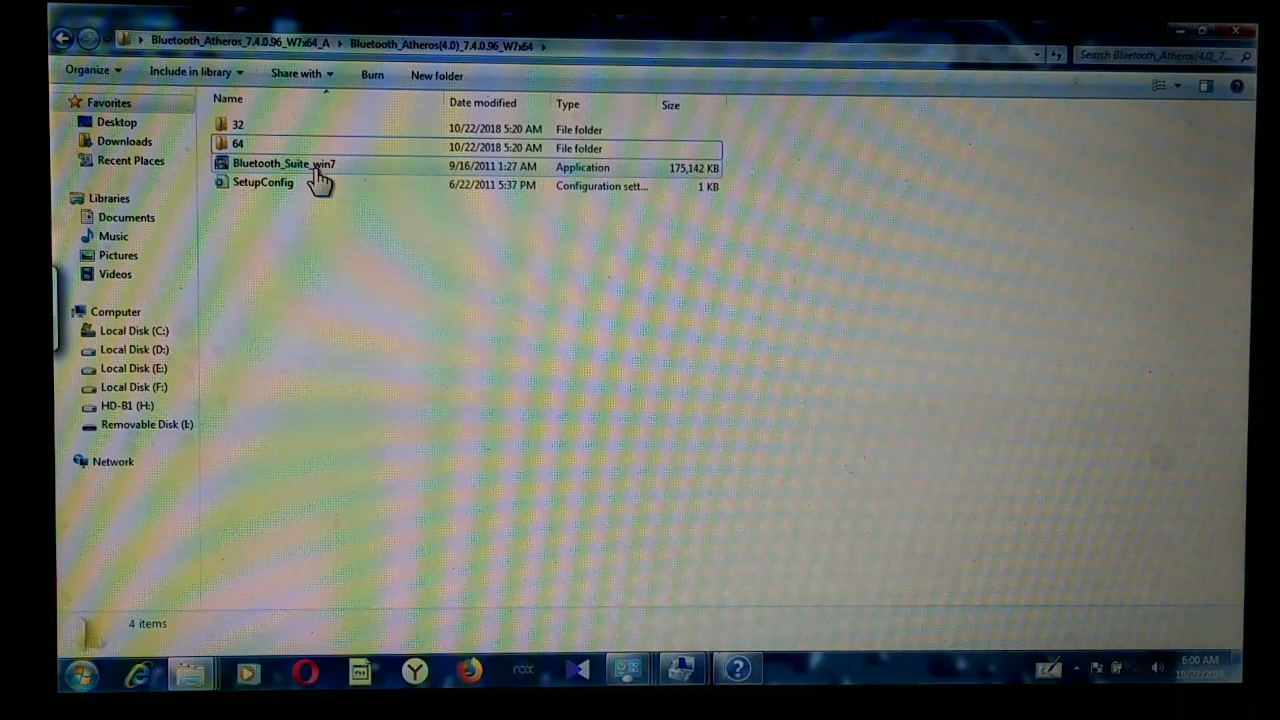 Bluetooth_Atheros_7.4.0.96_W7x64_A Bluetooth_Atheros(4.0)_7.4.0.96_W7x64 Search Bluetooth_Atheros(4.0)_7....
Organize Include in library Share with Burn New folder
Favorites
Desktop
Downloads
Recent Places
Libraries
Documents
Music
Pictures
Videos
Computer
Local Disk (C:)
Local Disk (D:)
Local Disk (E:)
Local Disk (F:)
HD-B1 (H:)
Removable Disk (I:)
Network
Name Date modified Type Size
32 10/22/2018 5:20 AM File folder
64 10/22/2018 5:20 AM File folder
Bluetooth_Suite_win7 9/16/2011 1:27 AM Application 175,142 KB
SetupConfig 6/22/2011 5:37 PM Configuration sett... 1 KB
4 items
nox
6:00 AM
10/22/2018